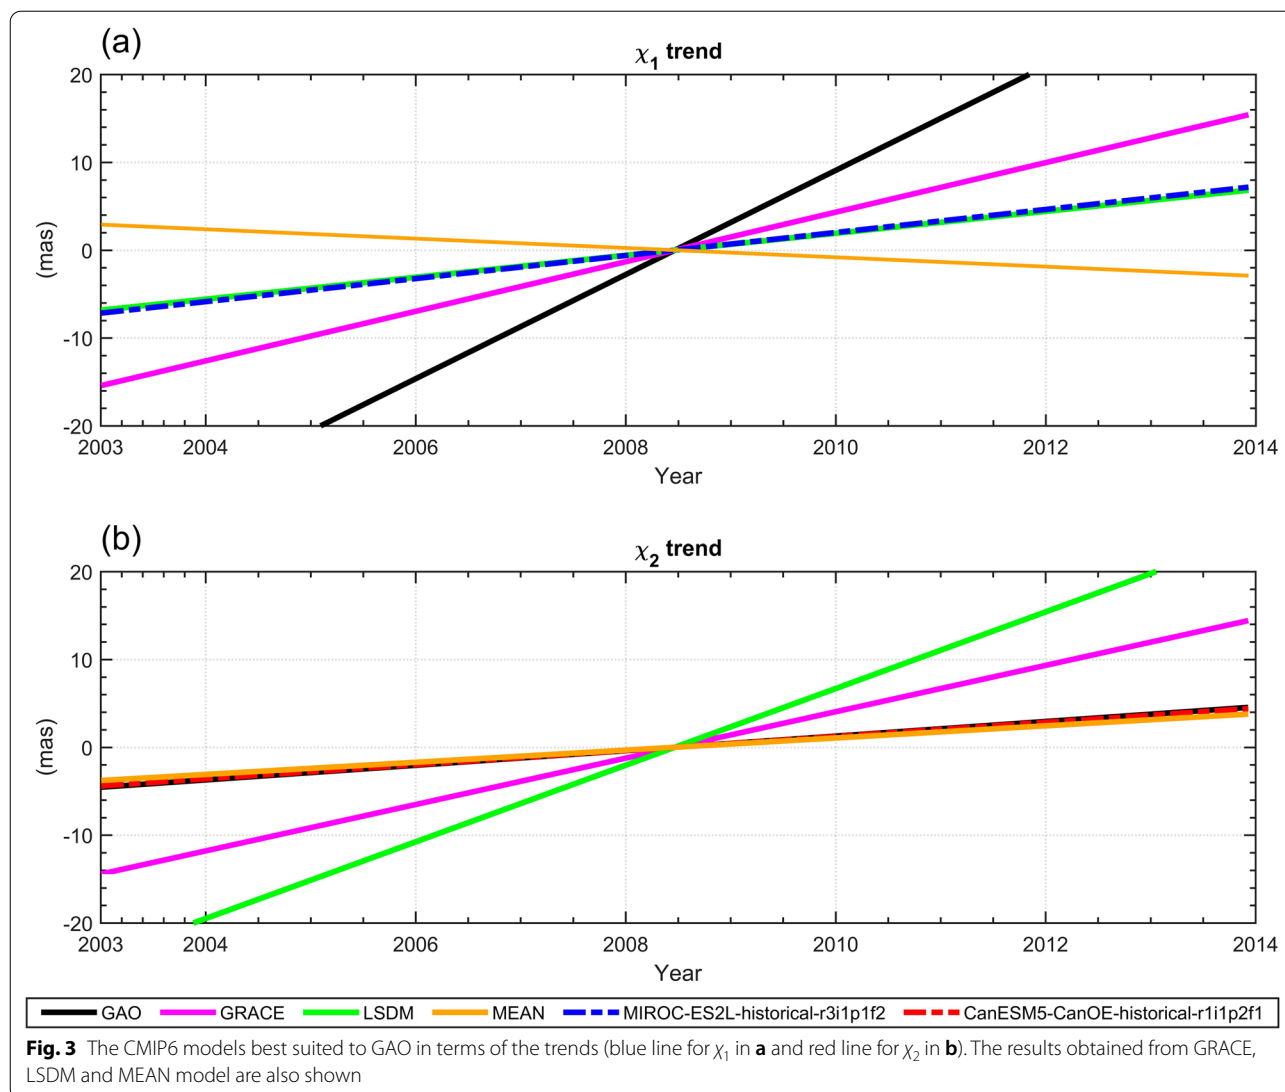 (a)
χ1 trend
20
10
0
-10
-20
(mas)
2003 2004 2006 2008 2010 2012 2014
Year
(b)
χ2 trend
20
10
0
-10
-20
(mas)
2003 2004 2006 2008 2010 2012 2014
Year
GAO GRACE LSDM MEAN MIROC-ES2L-historical-r3i1p1f2 CanESM5-CanOE-historical-r1i1p2f1
Fig. 3 The CMIP6 models best suited to GAO in terms of the trends (blue line for χ1 in a and red line for χ2 in b). The results obtained from GRACE,
LSDM and MEAN model are also shown